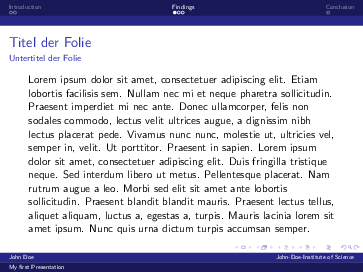 Introduction Findings Conclusion
Titel der Folie
Untertitel der Folie
Lorem ipsum dolor sit amet, consectetuer adipiscing elit. Etiam
lobortis facilisis sem. Nullam nec mi et neque pharetra sollicitudin.
Praesent imperdiet mi nec ante. Donec ullamcorper, felis non
sodales commodo, lectus velit ultrices augue, a dignissim nibh
lectus placerat pede. Vivamus nunc nunc, molestie ut, ultricies vel,
semper in, velit. Ut porttitor. Praesent in sapien. Lorem ipsum
dolor sit amet, consectetuer adipiscing elit. Duis fringilla tristique
neque. Sed interdum libero ut metus. Pellentesque placerat. Nam
rutrum augue a leo. Morbi sed elit sit amet ante lobortis
sollicitudin. Praesent blandit blandit mauris. Praesent lectus tellus,
aliquet aliquam, luctus a, egestas a, turpis. Mauris lacinia lorem sit
amet ipsum. Nunc quis urna dictum turpis accumsan semper.
John Doe John-Doe-Institute of Science
My first Presentation